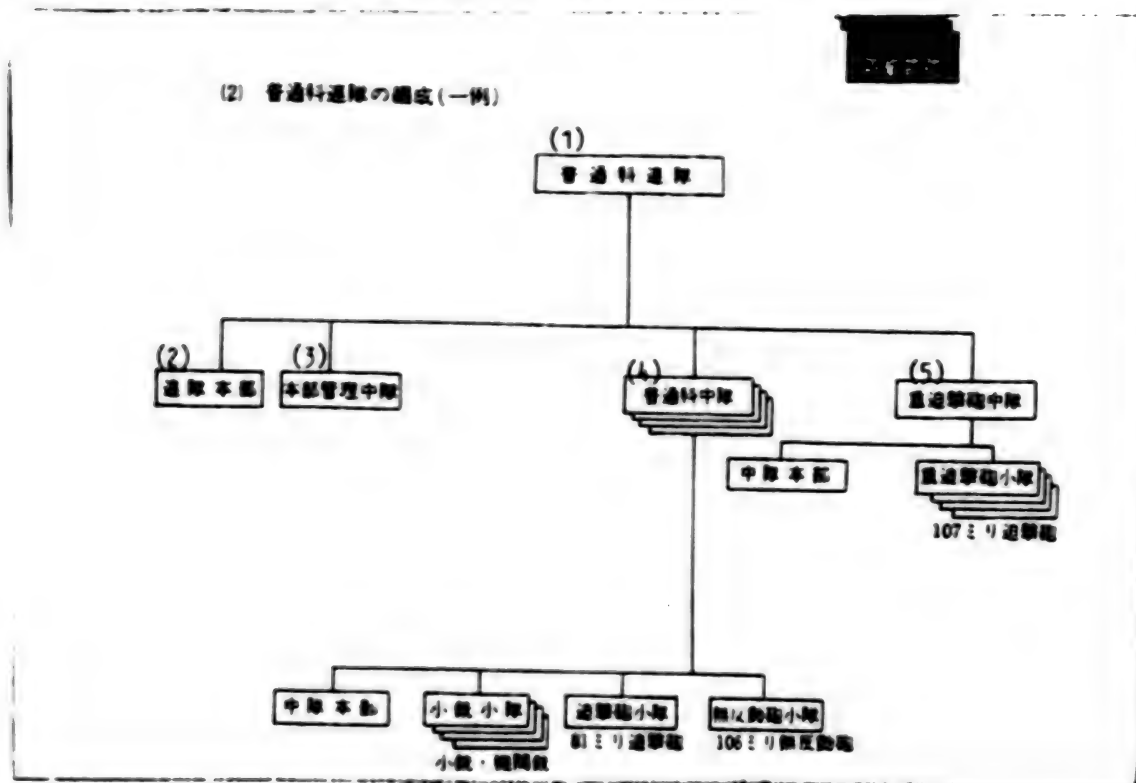 (2) 普通科連隊の編成(一例)
(1)
普通科連隊
(2)
連隊本部
(3)
本部管理中隊
(4)
普通科中隊
(5)
重迫撃砲中隊
中隊本部
重迫撃砲小隊
107ミリ迫撃砲
中隊本部
小銃小隊
小銃・機関銃
迫撃砲小隊
81ミリ迫撃砲
無反動砲小隊
106ミリ無反動砲